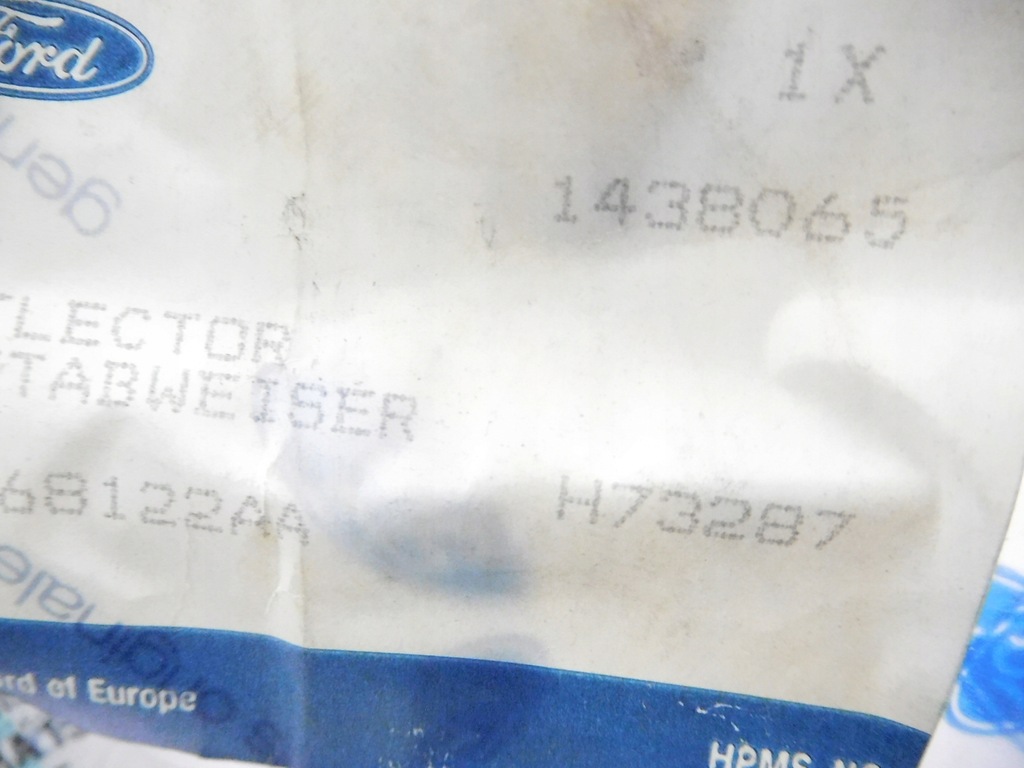 Ford
1X
1438065
LECTOR
TABWEISER
68122AA H73287
rd of Europe
HPMS